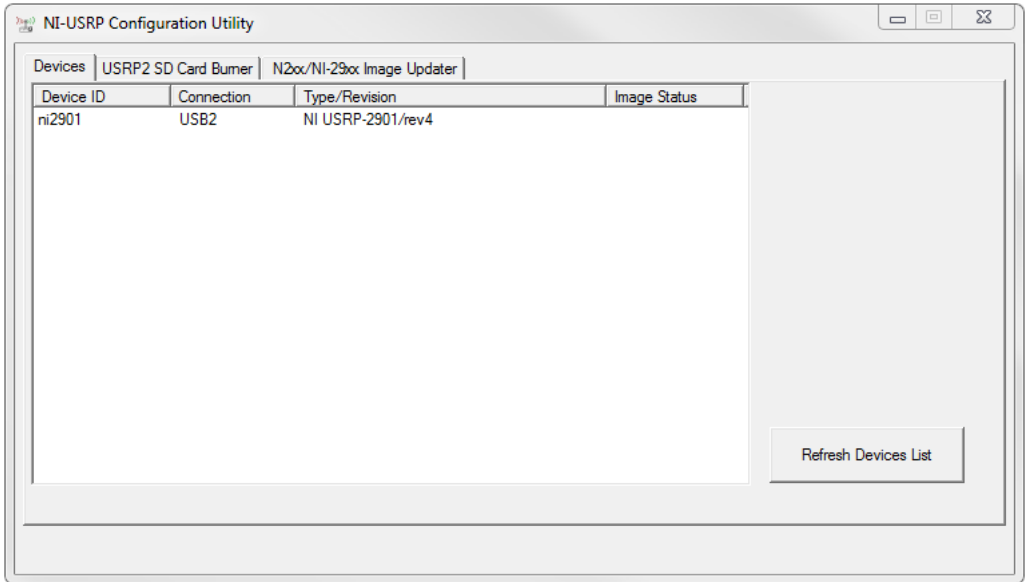 NI-USRP Configuration Utility
Devices USRP2 SD Card Burner N2xx/NI-29xx Image Updater
Device ID Connection Type/Revision Image Status
ni2901 USB2 NI USRP-2901/rev4
Refresh Devices List